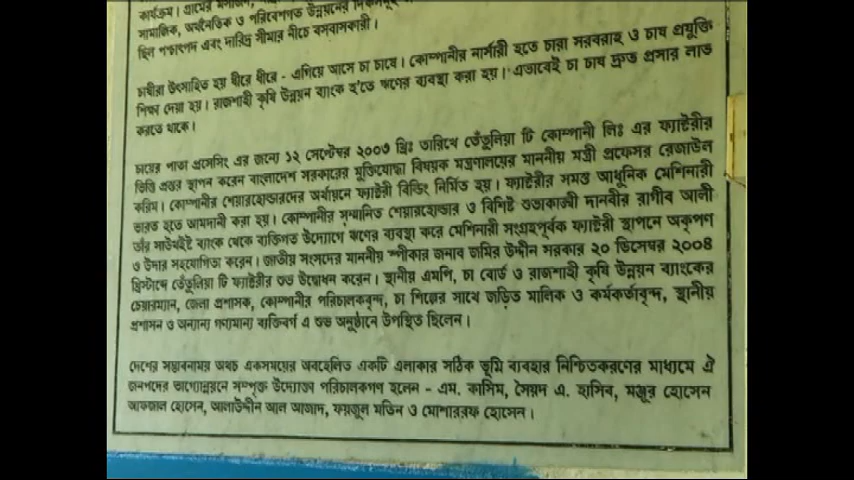 কার্যক্রম। গ্রামের
সামাজিক, অর্থনৈতিক ও পরিবেশগত উন্নয়নের
ছিল পশ্চাৎপদ এবং দারিদ্র সীমার নীচে বসবাসকারী।
চাষীরা উৎসাহিত হয় ধীরে ধীরে - এগিয়ে আসে চা চাষে। কোম্পানীর নার্সারী হতে চারা সরবরাহ ও চাষ প্রযুক্তি
শিক্ষা দেয়া হয়। রাজশাহী কৃষি উন্নয়ন ব্যাংক হ'তে ঋণের ব্যবস্থা করা হয়। এভাবেই চা চাষ দ্রুত প্রসার লাভ
করতে থাকে।
চায়ের পাতা প্রসেসিং এর জন্যে ১২ সেপ্টেম্বর ২০০৩ খ্রিঃ তারিখে তেঁতুলিয়া টি কোম্পানী লিঃ এর ফ্যাক্টরীর
ভিত্তি প্রস্তর স্থাপন করেন বাংলাদেশ সরকারের মুক্তিযোদ্ধা বিষয়ক মন্ত্রণালয়ের মাননীয় মন্ত্রী প্রফেসর রেজাউল
করিম। কোম্পানীর শেয়ারহোল্ডারদের অর্থায়নে ফ্যাক্টরী বিল্ডিং নির্মিত হয়। ফ্যাক্টরীর সমস্ত আধুনিক মেশিনারী
ভারত হতে আমদানী করা হয়। কোম্পানীর সম্মানিত শেয়ারহোল্ডার ও বিশিষ্ট শুভাকাঙ্খী দানবীর রাগীব আলী
তাঁর সাউথইষ্ট ব্যাংক থেকে ব্যক্তিগত উদ্যোগে ঋণের ব্যবস্থা করে মেশিনারী সংগ্রহপূর্বক ফ্যাক্টরী স্থাপনে অকৃপণ
ও উদার সহযোগিতা করেন। জাতীয় সংসদের মাননীয় স্পীকার জনাব জমির উদ্দীন সরকার ২০ ডিসেম্বর ২০০৪
খ্রিস্টাব্দে তেঁতুলিয়া টি ফ্যাক্টরীর শুভ উদ্বোধন করেন। স্থানীয় এমপি, চা বোর্ড ও রাজশাহী কৃষি উন্নয়ন ব্যাংকের
চেয়ারম্যান, জেলা প্রশাসক, কোম্পানীর পরিচালকবৃন্দ, চা শিল্পের সাথে জড়িত মালিক ও কর্মকর্তাবৃন্দ, স্থানীয়
প্রশাসন ও অন্যান্য গণ্যমান্য ব্যক্তিবর্গ এ শুভ অনুষ্ঠানে উপস্থিত ছিলেন।
দেশের সম্ভাবনাময় অথচ একসময়ের অবহেলিত একটি এলাকার সঠিক ভূমি ব্যবহার নিশ্চিতকরণের মাধ্যমে ঐ
জনপদের ভাগ্যোন্নয়নে সম্পৃক্ত উদ্যোক্তা পরিচালকগণ হলেন - এম. কাসিম, সৈয়দ এ. হাসিব, মঞ্জুর হোসেন
আফজাল হোসেন, আলাউদ্দীন আল আজাদ, ফয়জুল মতিন ও মোশাররফ হোসেন।